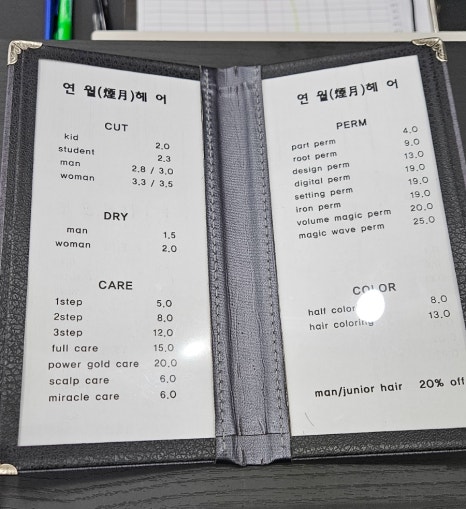 연 월(煙月)헤 어
CUT
kid 2,0
student 2,3
man 2,8 / 3,0
woman 3,3 / 3,5
DRY
man 1,5
woman 2,0
CARE
1step 5,0
2step 8,0
3step 12,0
full care 15,0
power gold care 20,0
scalp care 6,0
miracle care 6,0
연 월(煙月)헤 어
PERM
part perm 4,0
root perm 9,0
design perm 13,0
digital perm 19,0
setting perm 19,0
iron perm 19,0
volume magic perm 20,0
magic wave perm 25,0
COLOR
half color 8,0
hair coloring 13,0
man/junior hair 20% off